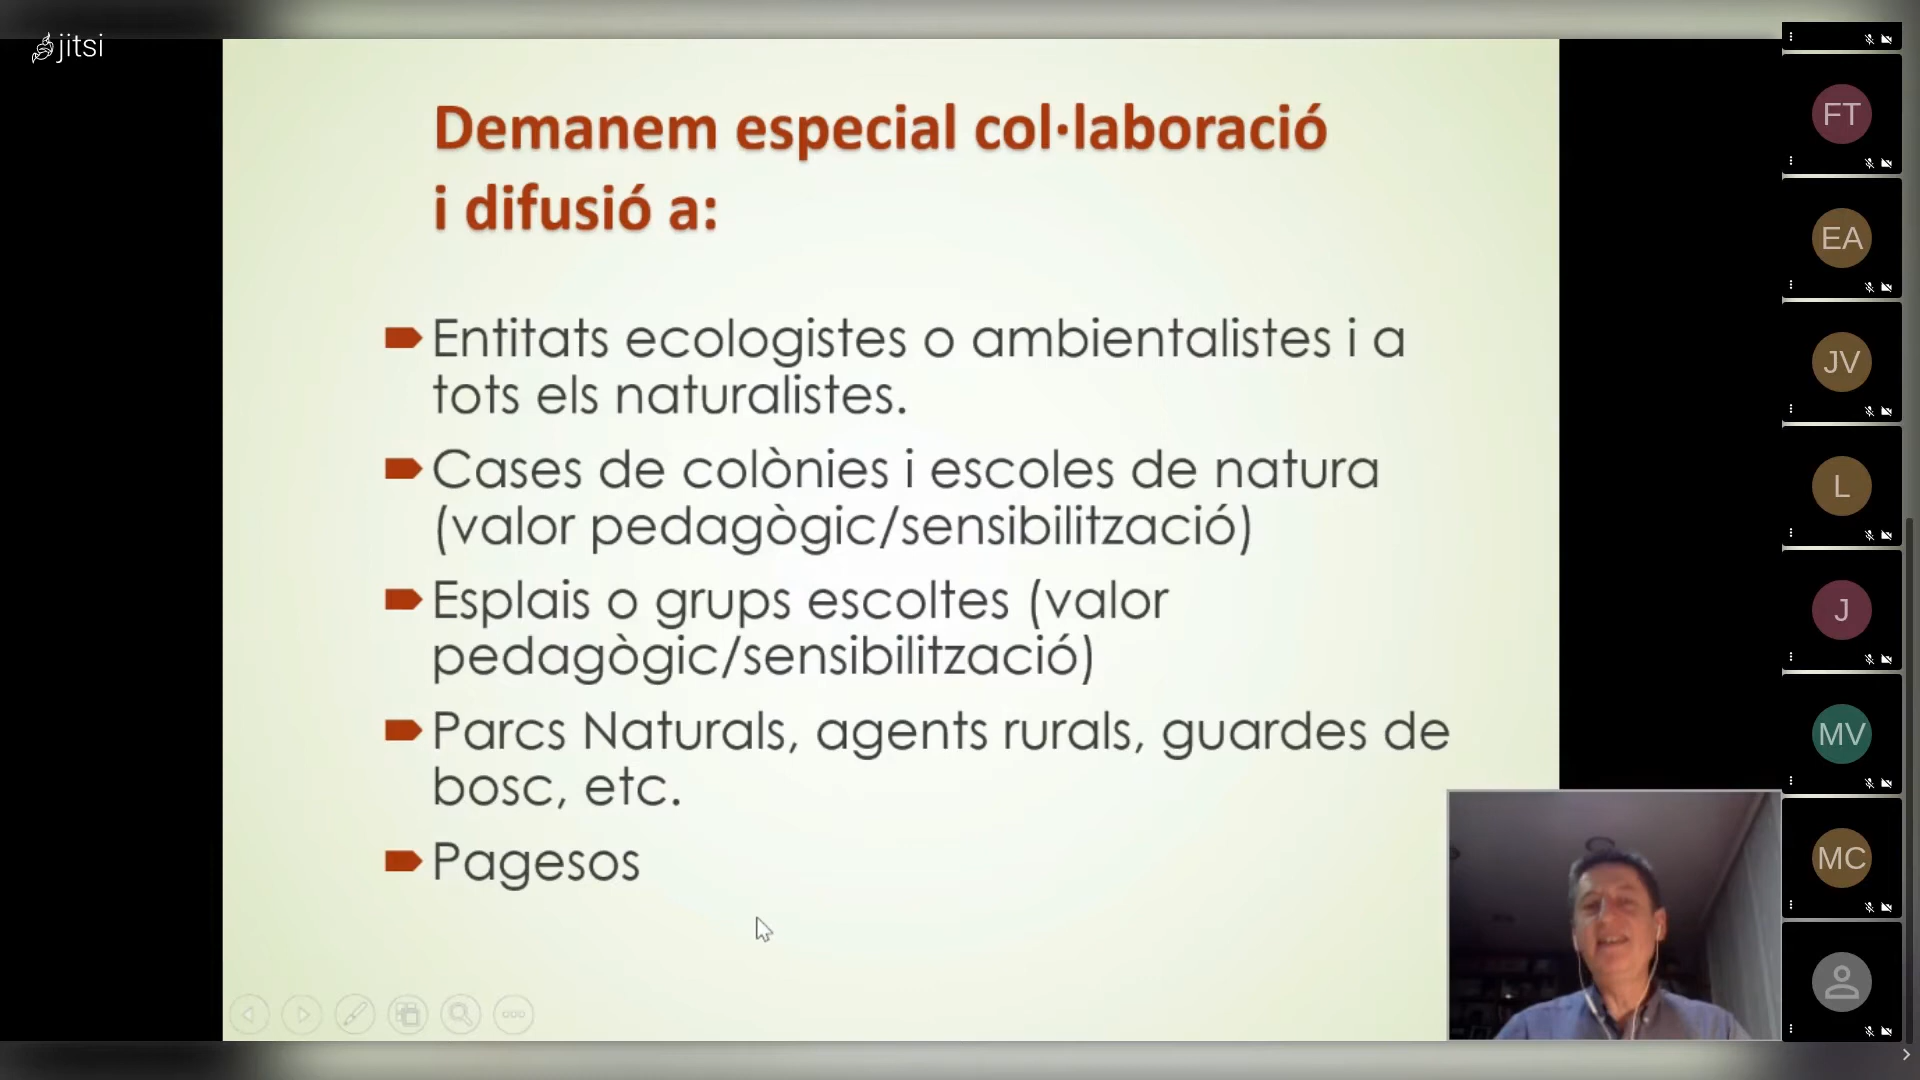 jitsi
Demanem especial col·laboració
i difusió a:
Entitats ecologistes o ambientalistes i a
tots els naturalistes.
Cases de colònies i escoles de natura
(valor pedagògic/sensibilització)
Esplais o grups escoltes (valor
pedagògic/sensibilització)
Parcs Naturals, agents rurals, guardes de
bosc, etc.
Pagesos
FT
EA
JV
L
J
MV
MC